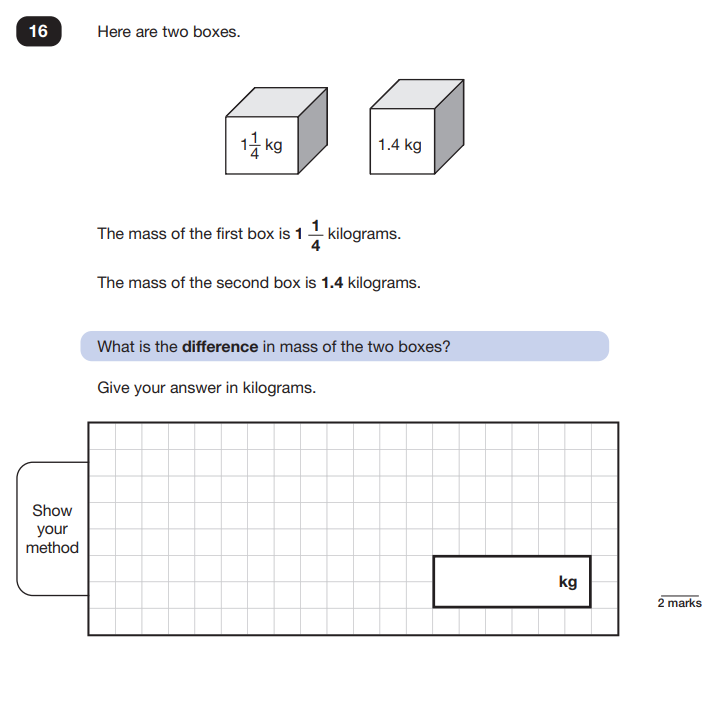 16
Here are two boxes.
1 1/4 kg
1.4 kg
The mass of the first box is 1 1/4 kilograms.
The mass of the second box is 1.4 kilograms.
What is the difference in mass of the two boxes?
Give your answer in kilograms.
Show
your
method
kg
2 marks